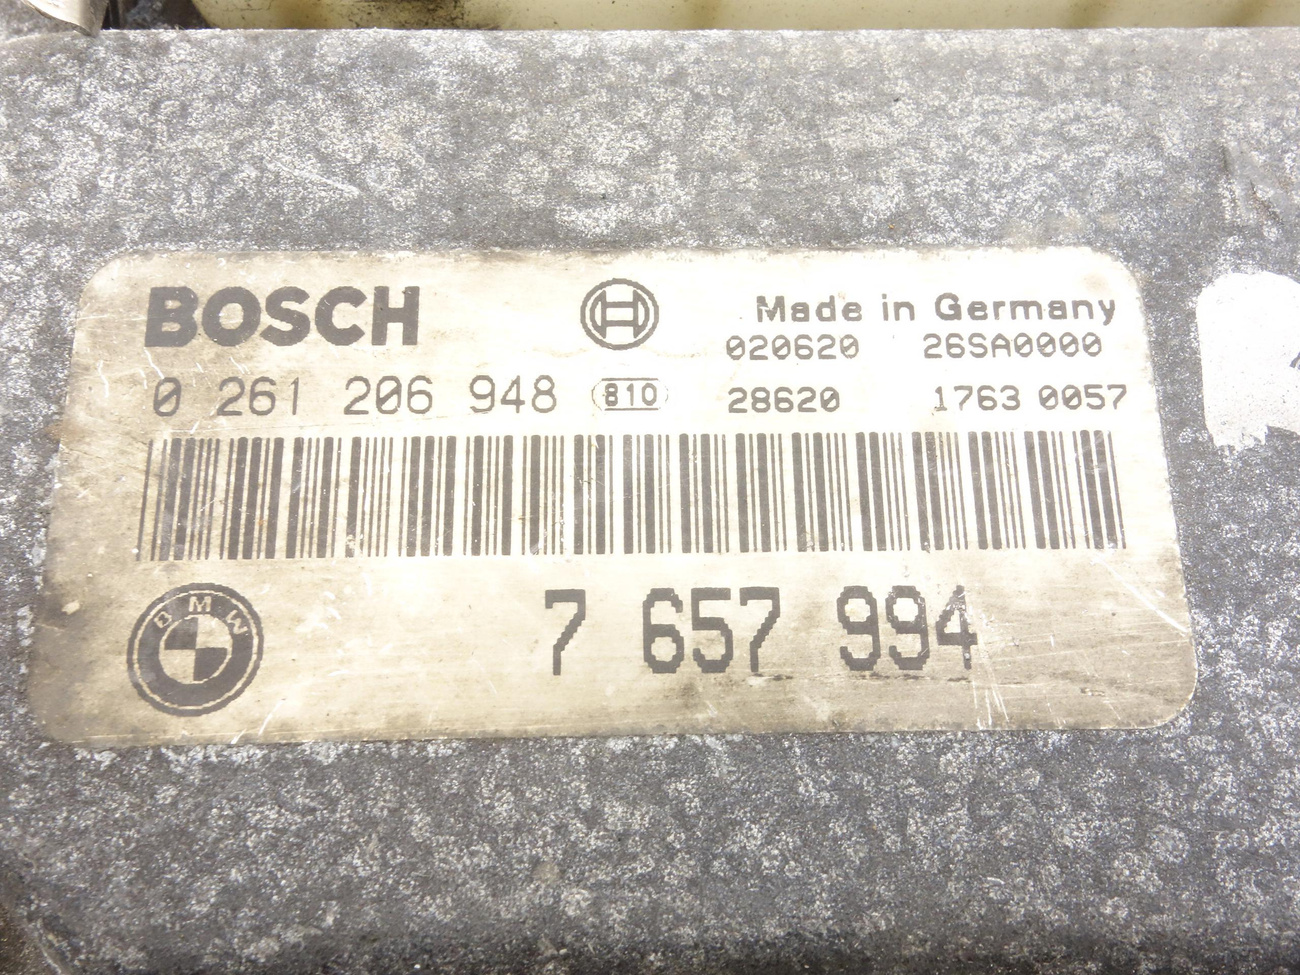 BOSCH
Made in Germany
020620 26SA0000
0 261 206 948 810 28620 1763 0057
BMW
7 657 994